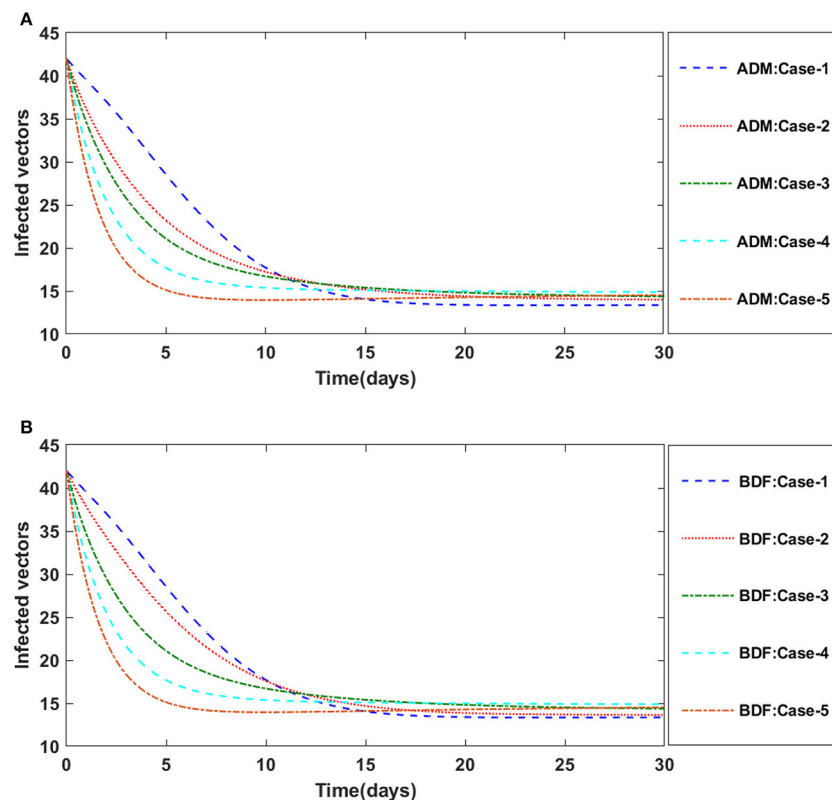 A
45
40
35
30
25
20
15
10
Infected vectors
0 5 10 15 20 25 30
Time(days)
ADM:Case-1
ADM:Case-2
ADM:Case-3
ADM:Case-4
ADM:Case-5
B
45
40
35
30
25
20
15
10
Infected vectors
0 5 10 15 20 25 30
Time(days)
BDF:Case-1
BDF:Case-2
BDF:Case-3
BDF:Case-4
BDF:Case-5